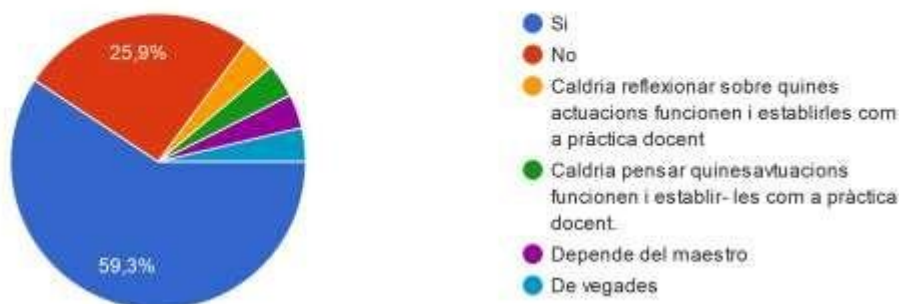 25,9%
59,3%
Si
No
Caldria reflexionar sobre quines
actuacions funcionen i establirles com
a pràctica docent
Caldria pensar quinesavtuacions
funcionen i establir- les com a pràctica
docent.
Depende del maestro
De vegades